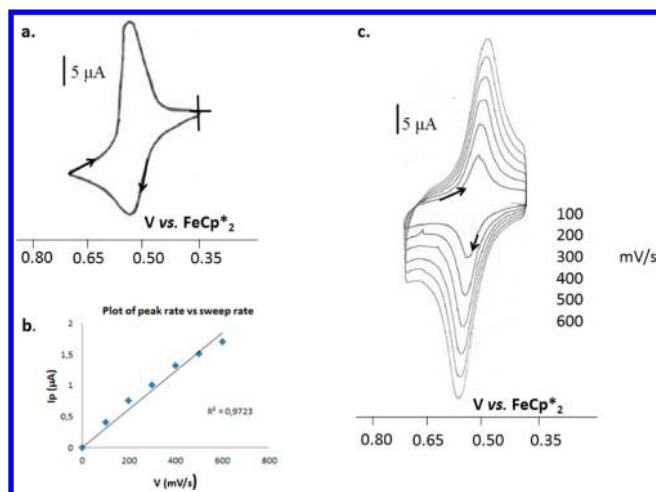 a.
5 µA
V vs. FeCp*2
0.80 0.65 0.50 0.35
b.
Plot of peak rate vs sweep rate
Ip (µA)
2
1,5
1
0,5
0
R² = 0,9723
0 200 400 600 800
V (mV/s)
c.
5 µA
100
200
300
400
500
600
mV/s
V vs. FeCp*2
0.80 0.65 0.50 0.35